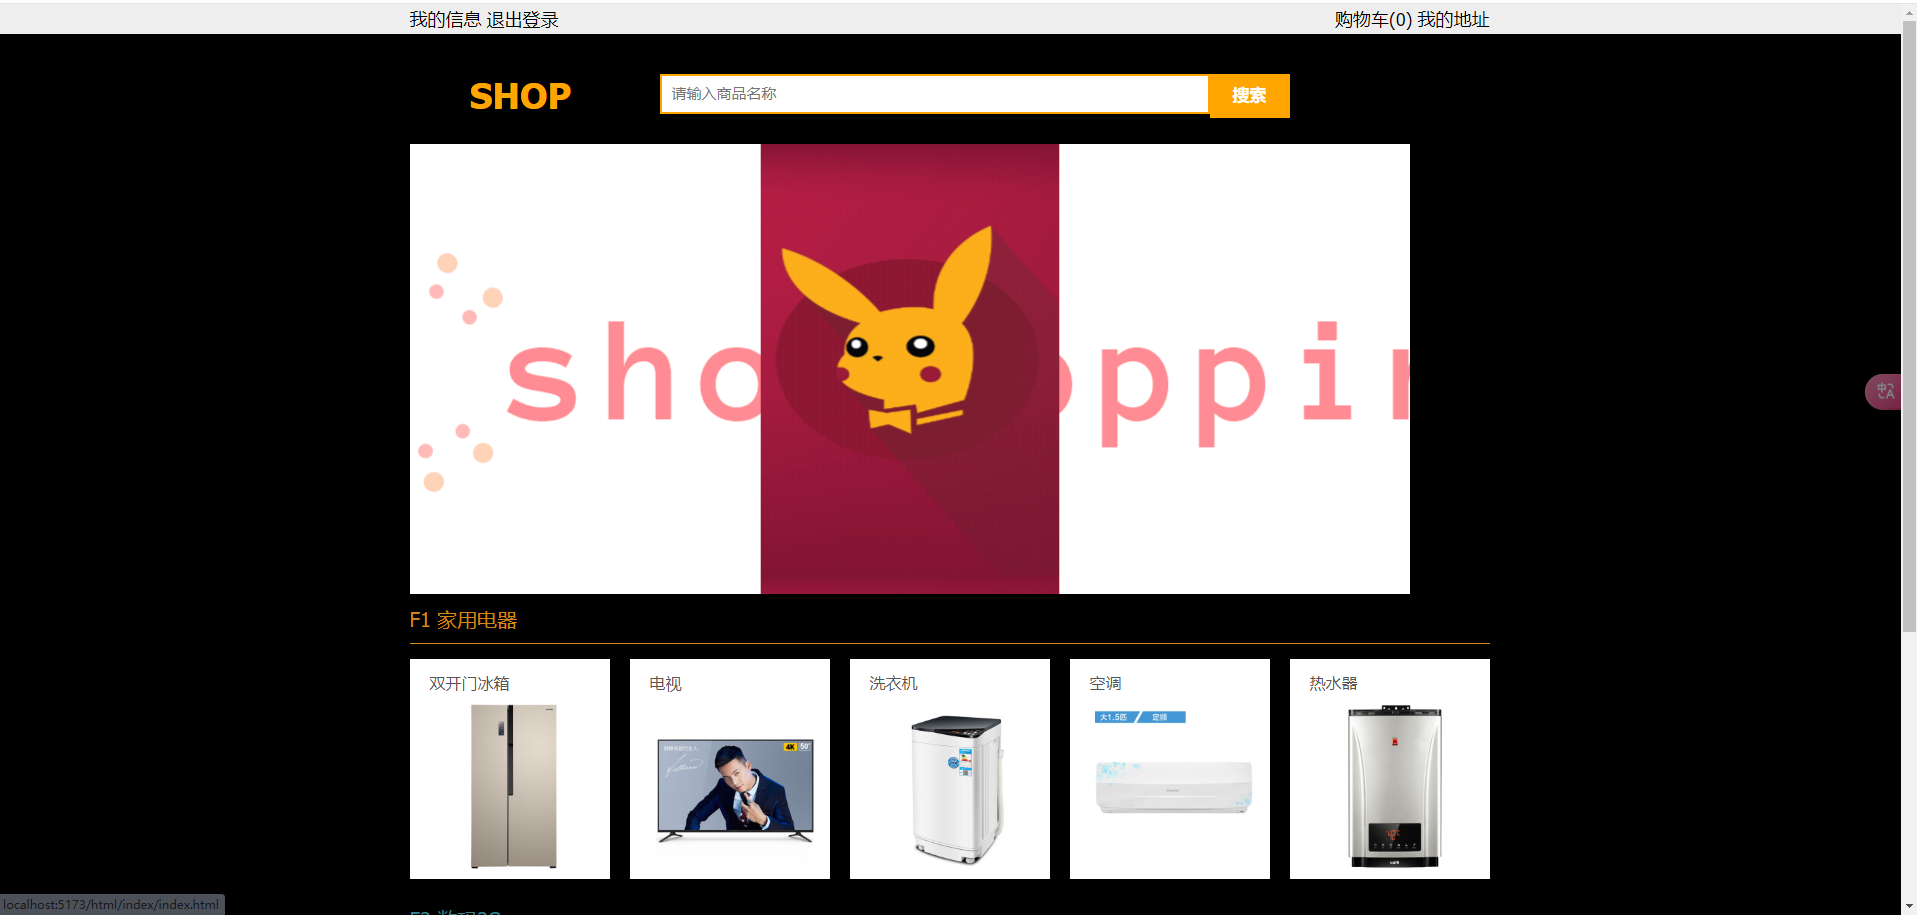 我的信息 退出登录
购物车(0) 我的地址
SHOP
请输入商品名称
搜索
sho
oppin
F1 家用电器
双开门冰箱
电视
洗衣机
空调
热水器
4K 50"
大1.5匹 定频
localhost:5173/html/index/index.html